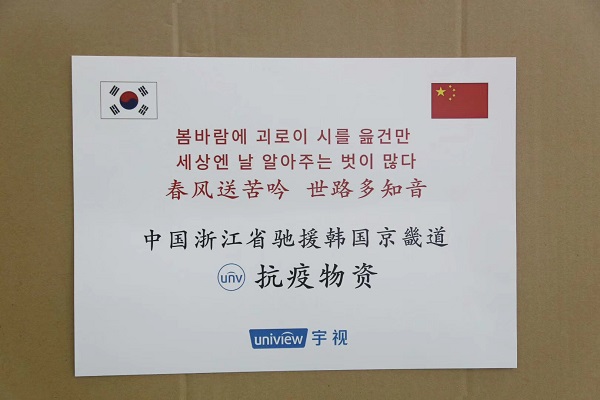 봄바람에 괴로이 시를 읊건만
세상엔 날 알아주는 벗이 많다
春风送苦吟 世路多知音
中国浙江省驰援韩国京畿道
unv 抗疫物资
uniview 宇视